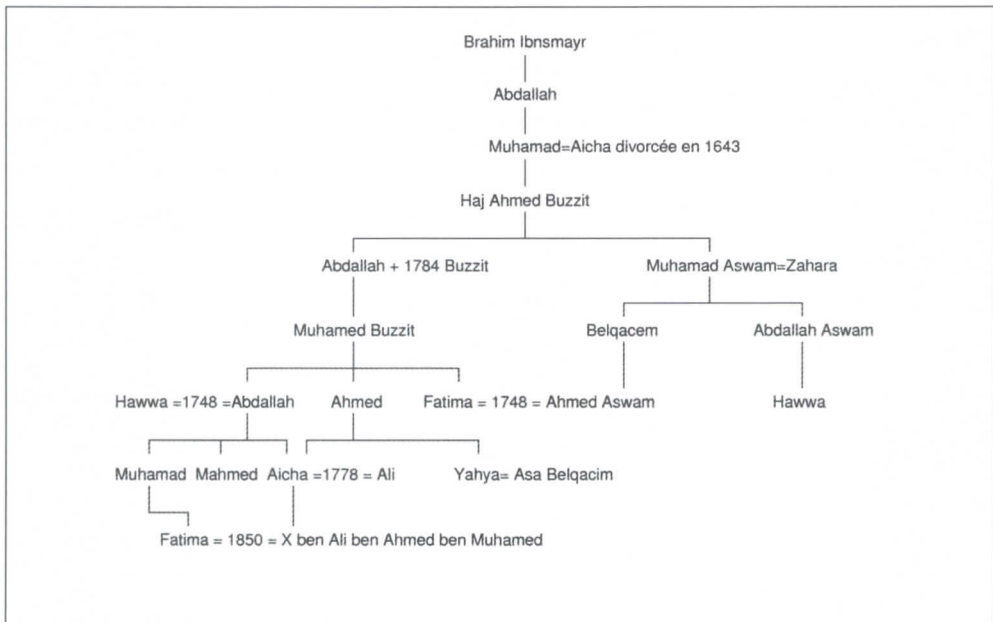 Brahim Ibnsmayr
Abdallah
Muhamad=Aicha divorcée en 1643
Haj Ahmed Buzzit
Abdallah + 1784 Buzzit Muhamad Aswam=Zahara
Muhamed Buzzit Belqacem Abdallah Aswam
Hawwa =1748 =Abdallah Ahmed Fatima = 1748 = Ahmed Aswam Hawwa
Muhamad Mahmed Aicha =1778 = Ali Yahya= Asa Belqacim
Fatima = 1850 = X ben Ali ben Ahmed ben Muhamed